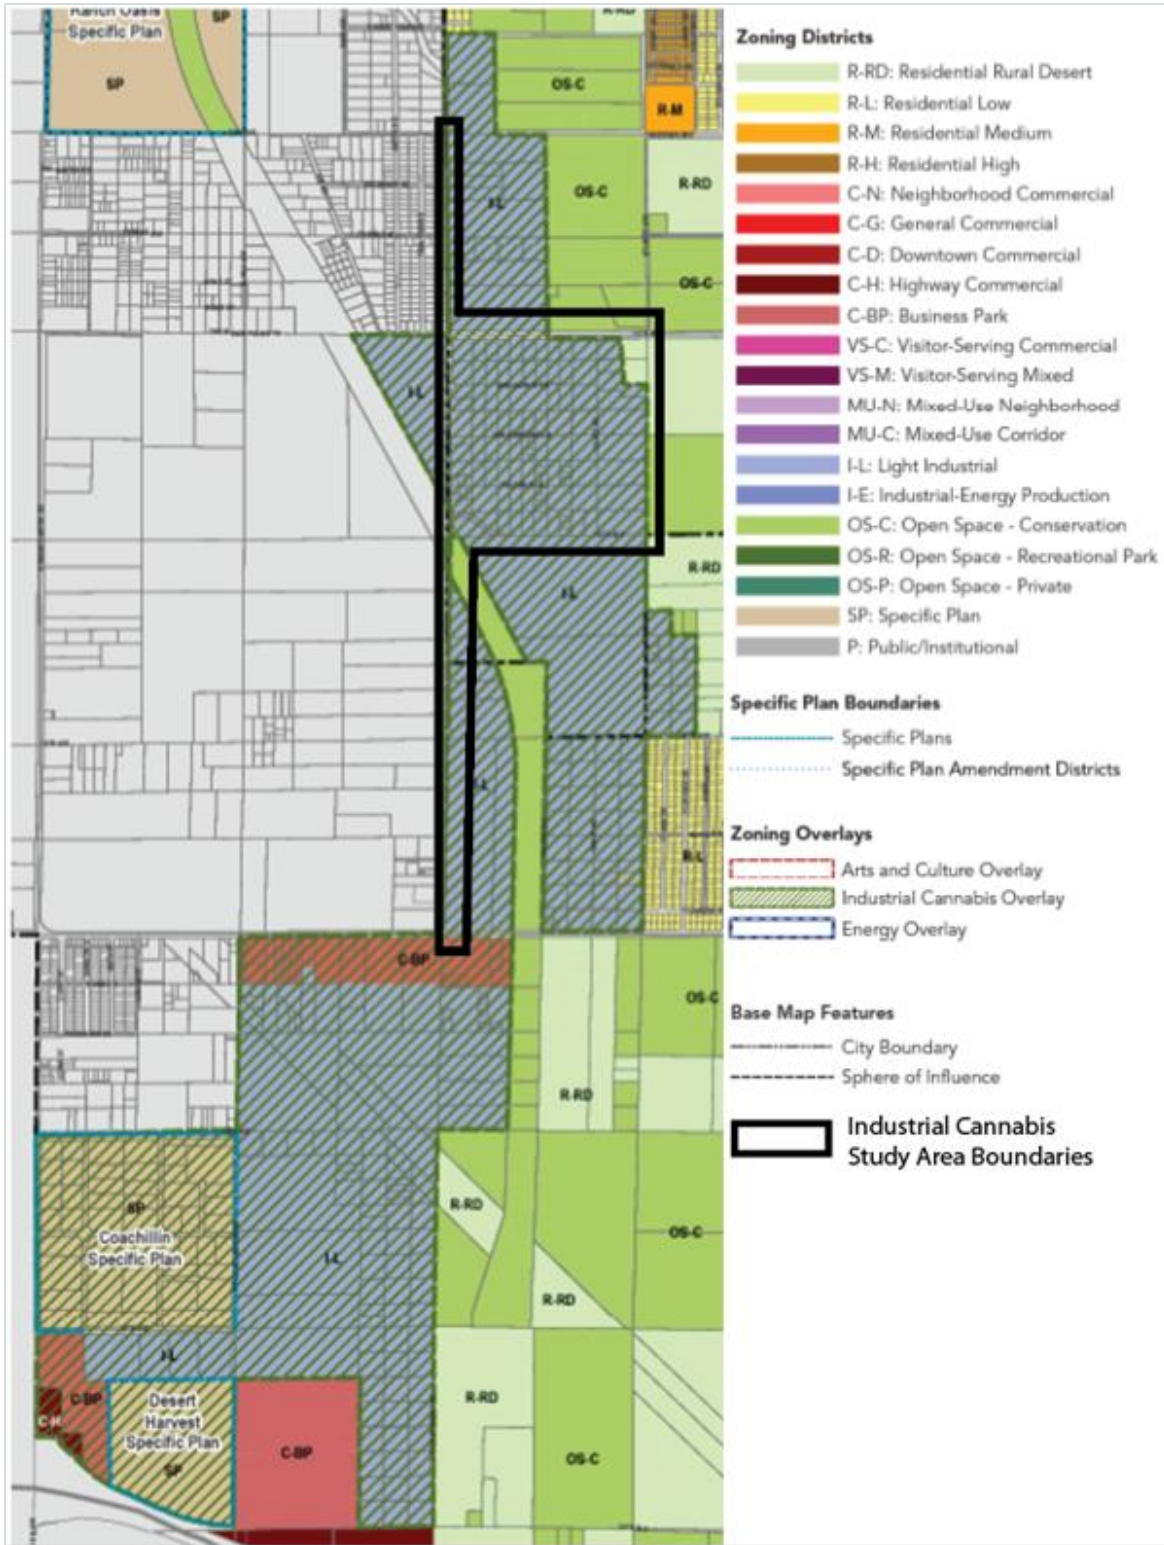 Ranch Oasis
Specific Plan
SP
SP
R-RD
OS-C
R-M
I-L
OS-C
R-RD
OS-C
I-L
I-L
R-RD
I-L
R-L
C-BP
OS-C
R-RD
SP
Coachillin
Specific Plan
R-RD
OS-C
I-L
R-RD
I-L
C-BP
C-H
Desert
Harvest
Specific Plan
SP
C-BP
R-RD
OS-C
Zoning Districts
R-RD: Residential Rural Desert
R-L: Residential Low
R-M: Residential Medium
R-H: Residential High
C-N: Neighborhood Commercial
C-G: General Commercial
C-D: Downtown Commercial
C-H: Highway Commercial
C-BP: Business Park
VS-C: Visitor-Serving Commercial
VS-M: Visitor-Serving Mixed
MU-N: Mixed-Use Neighborhood
MU-C: Mixed-Use Corridor
I-L: Light Industrial
I-E: Industrial-Energy Production
OS-C: Open Space - Conservation
OS-R: Open Space - Recreational Park
OS-P: Open Space - Private
SP: Specific Plan
P: Public/Institutional
Specific Plan Boundaries
Specific Plans
Specific Plan Amendment Districts
Zoning Overlays
Arts and Culture Overlay
Industrial Cannabis Overlay
Energy Overlay
Base Map Features
City Boundary
Sphere of Influence
Industrial Cannabis
Study Area Boundaries